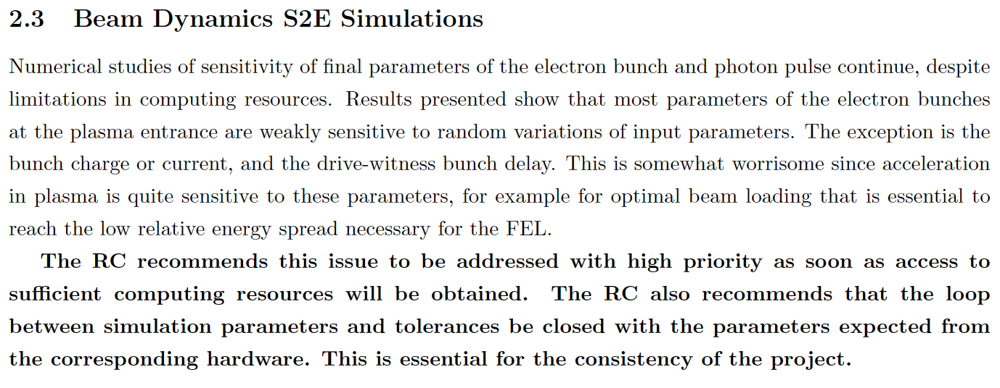 2.3 Beam Dynamics S2E Simulations
Numerical studies of sensitivity of final parameters of the electron bunch and photon pulse continue, despite
limitations in computing resources. Results presented show that most parameters of the electron bunches
at the plasma entrance are weakly sensitive to random variations of input parameters. The exception is the
bunch charge or current, and the drive-witness bunch delay. This is somewhat worrisome since acceleration
in plasma is quite sensitive to these parameters, for example for optimal beam loading that is essential to
reach the low relative energy spread necessary for the FEL.
The RC recommends this issue to be addressed with high priority as soon as access to
sufficient computing resources will be obtained. The RC also recommends that the loop
between simulation parameters and tolerances be closed with the parameters expected from
the corresponding hardware. This is essential for the consistency of the project.